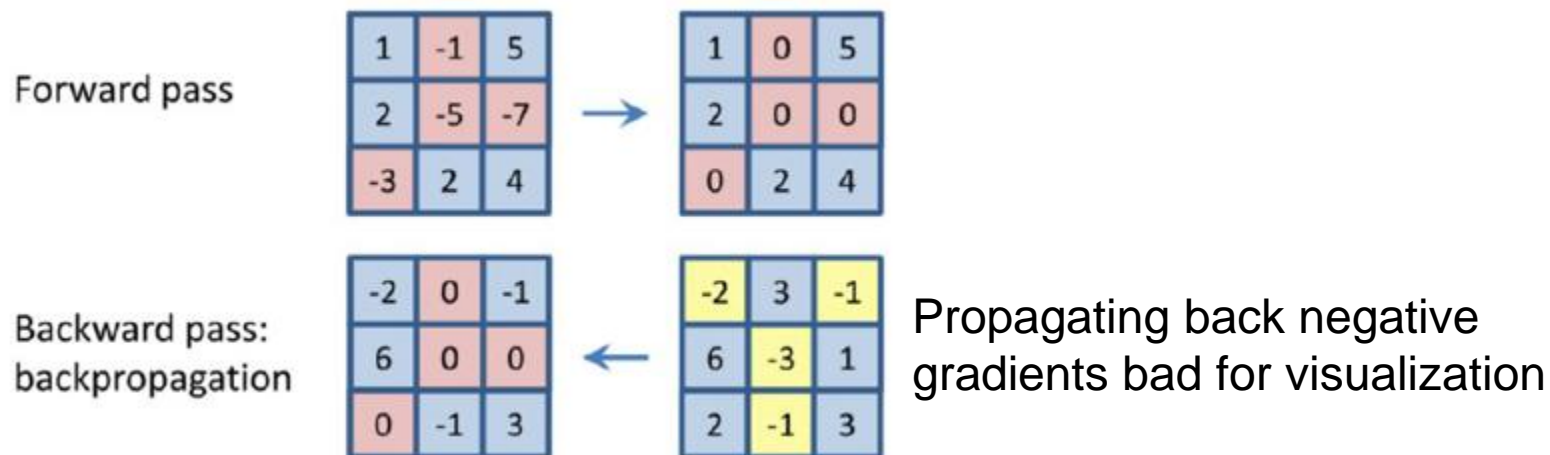 1 -1 5 1 0 5
Forward pass
2 -5 -7 2 0 0
-3 2 4 0 2 4
-2 0 -1 -2 3 -1
Backward pass:
backpropagation
6 0 0 6 -3 1
Propagating back negative
gradients bad for visualization
0 -1 3 2 -1 3